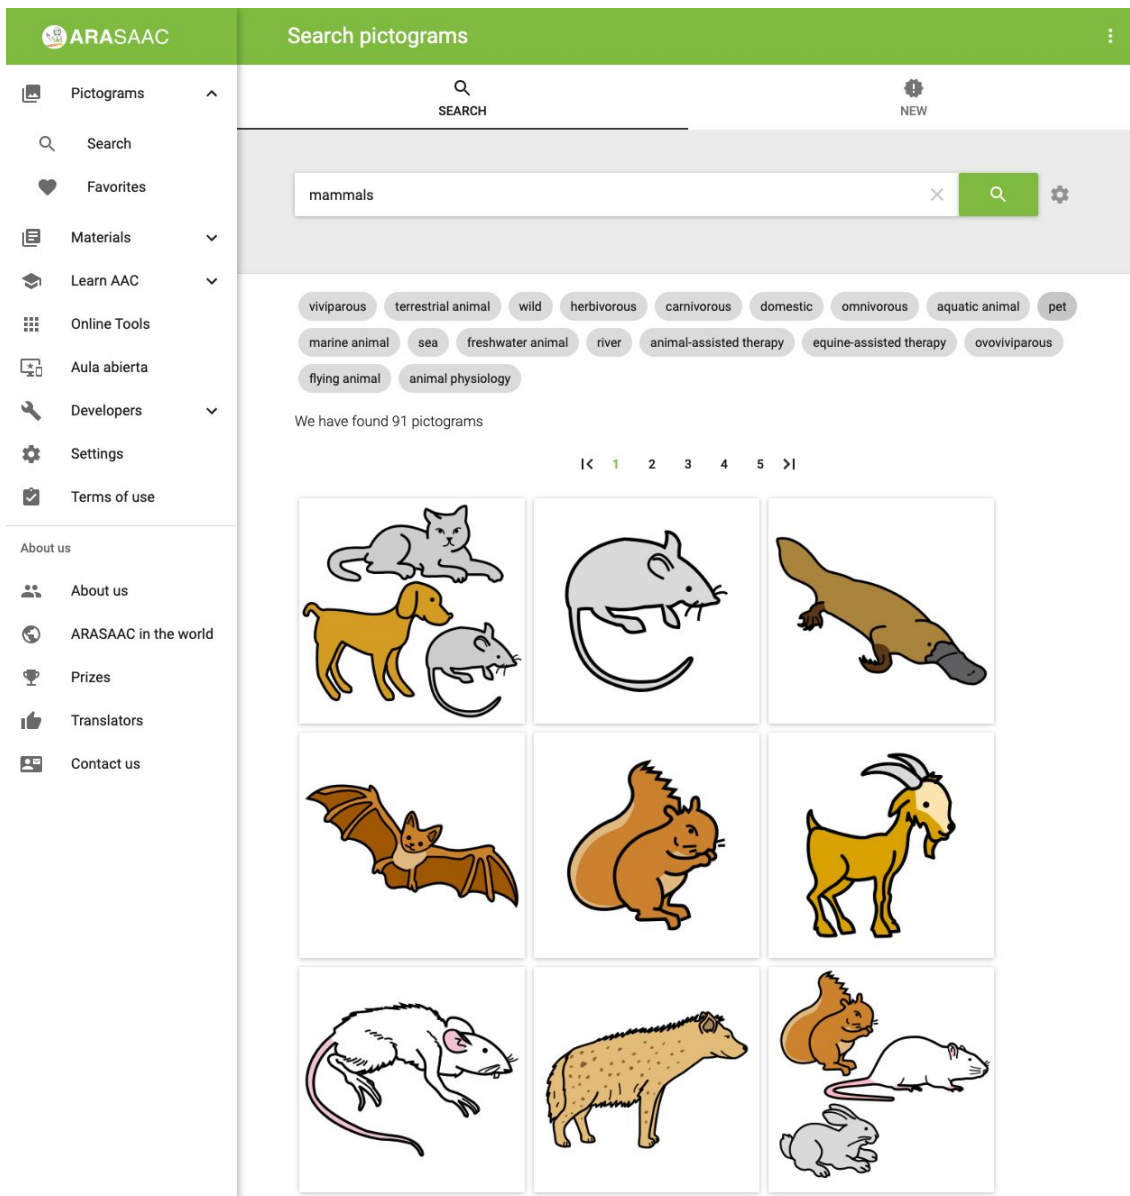 ARASAAC
Search pictograms
Pictograms
Search
Favorites
Materials
Learn AAC
Online Tools
Aula abierta
Developers
Settings
Terms of use
About us
About us
ARASAAC in the world
Prizes
Translators
Contact us
SEARCH
NEW
mammals
viviparous terrestrial animal wild herbivorous carnivorous domestic omnivorous aquatic animal pet
marine animal sea freshwater animal river animal-assisted therapy equine-assisted therapy ovoviviparous
flying animal animal physiology
We have found 91 pictograms
1 2 3 4 5